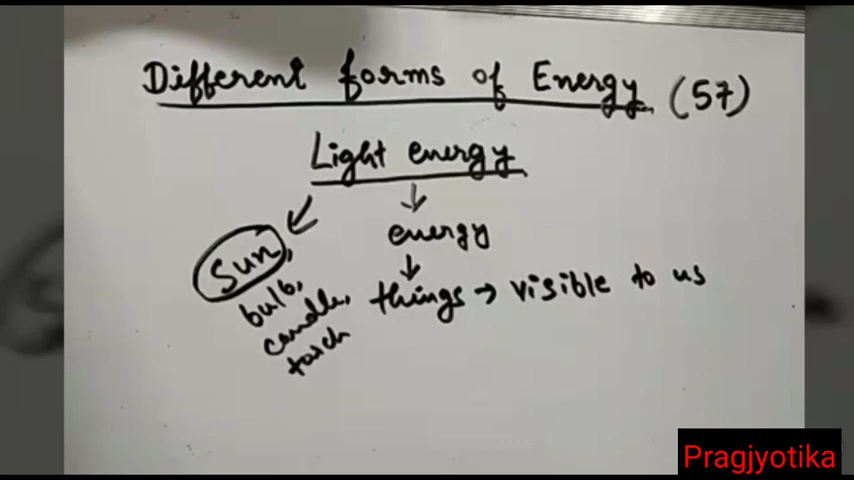 Different forms of Energy (57)
Light energy
energy
Sun,
bulb,
candle,
torch
things → visible to us
Pragjyotika